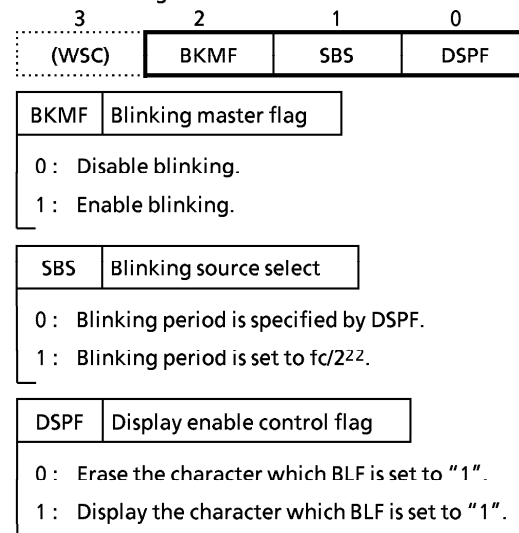 3 2 1 0
(WSC) BKMF SBS DSPF
BKMF Blinking master flag
0 : Disable blinking.
1 : Enable blinking.
SBS Blinking source select
0 : Blinking period is specified by DSPF.
1 : Blinking period is set to fc/2²².
DSPF Display enable control flag
0 : Erase the character which BLF is set to “1”.
1 : Display the character which BLF is set to “1”.